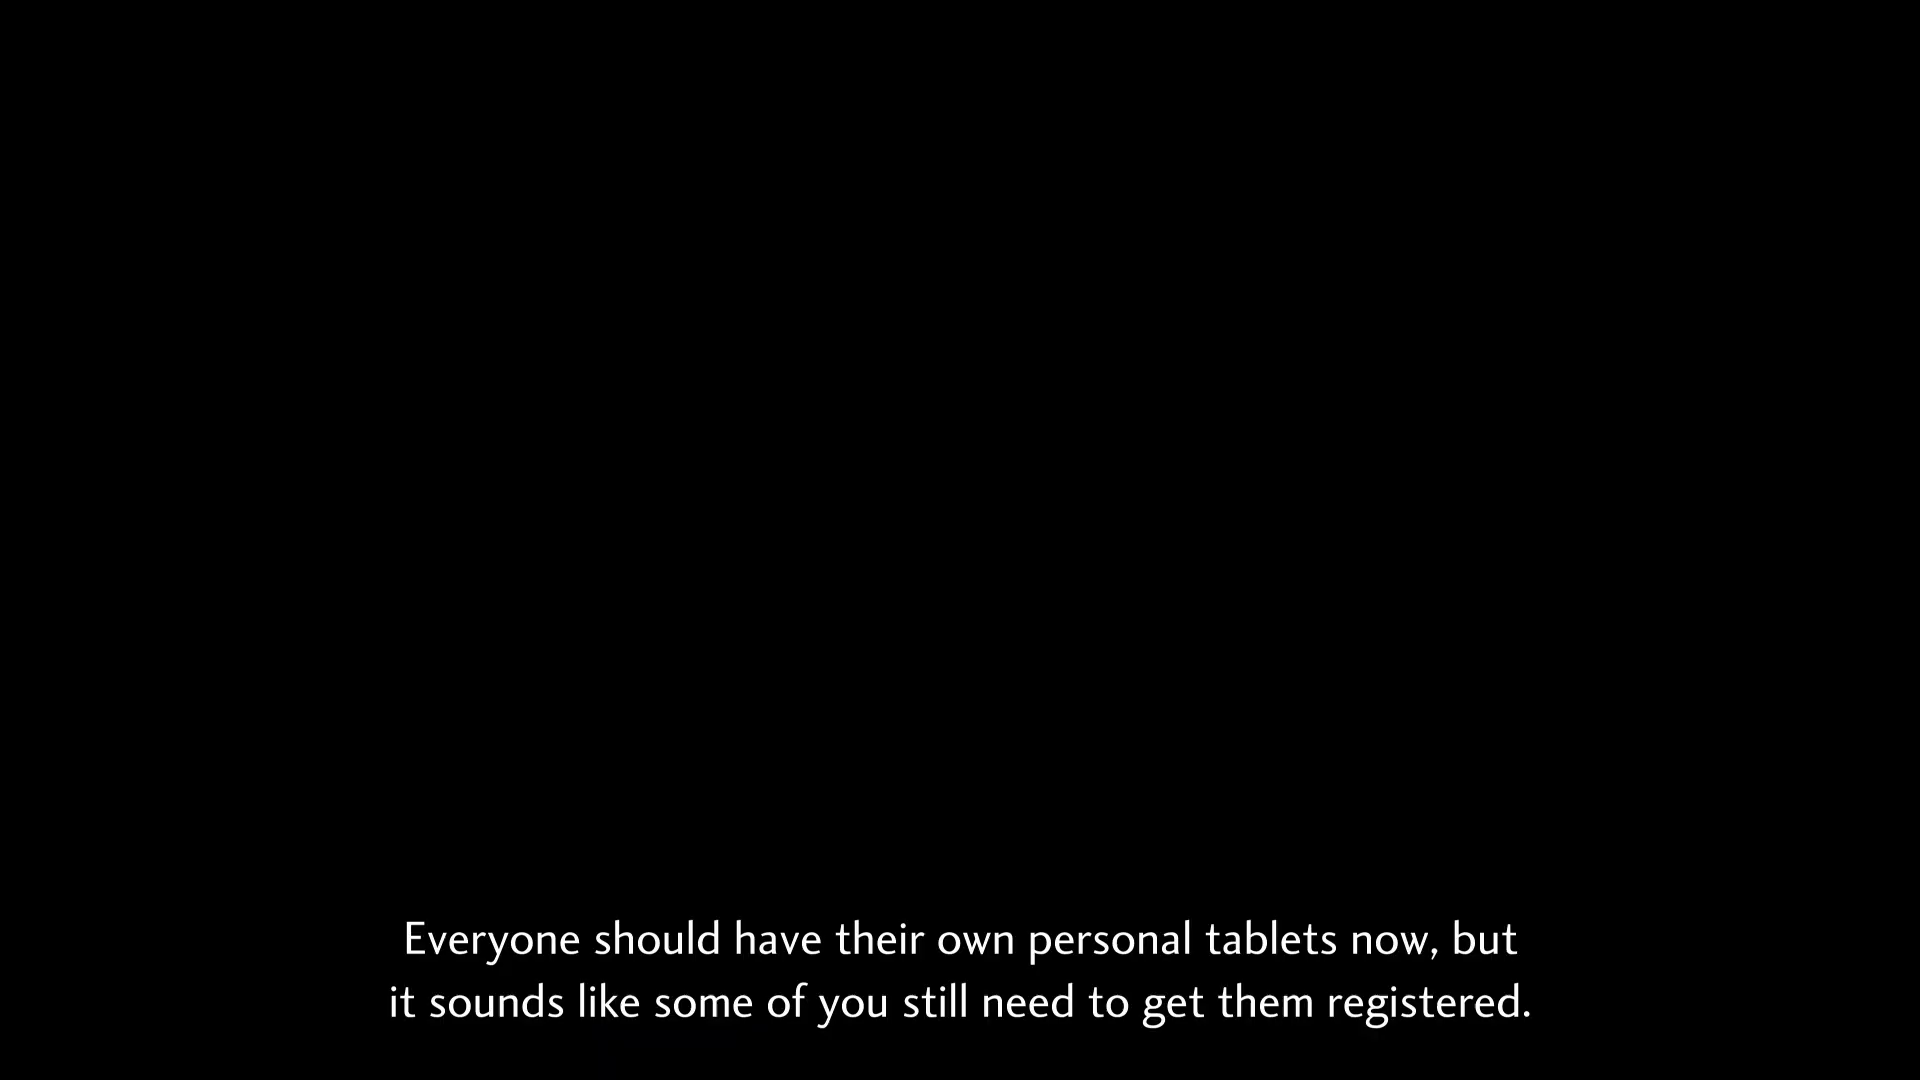 Everyone should have their own personal tablets now, but
it sounds like some of you still need to get them registered.